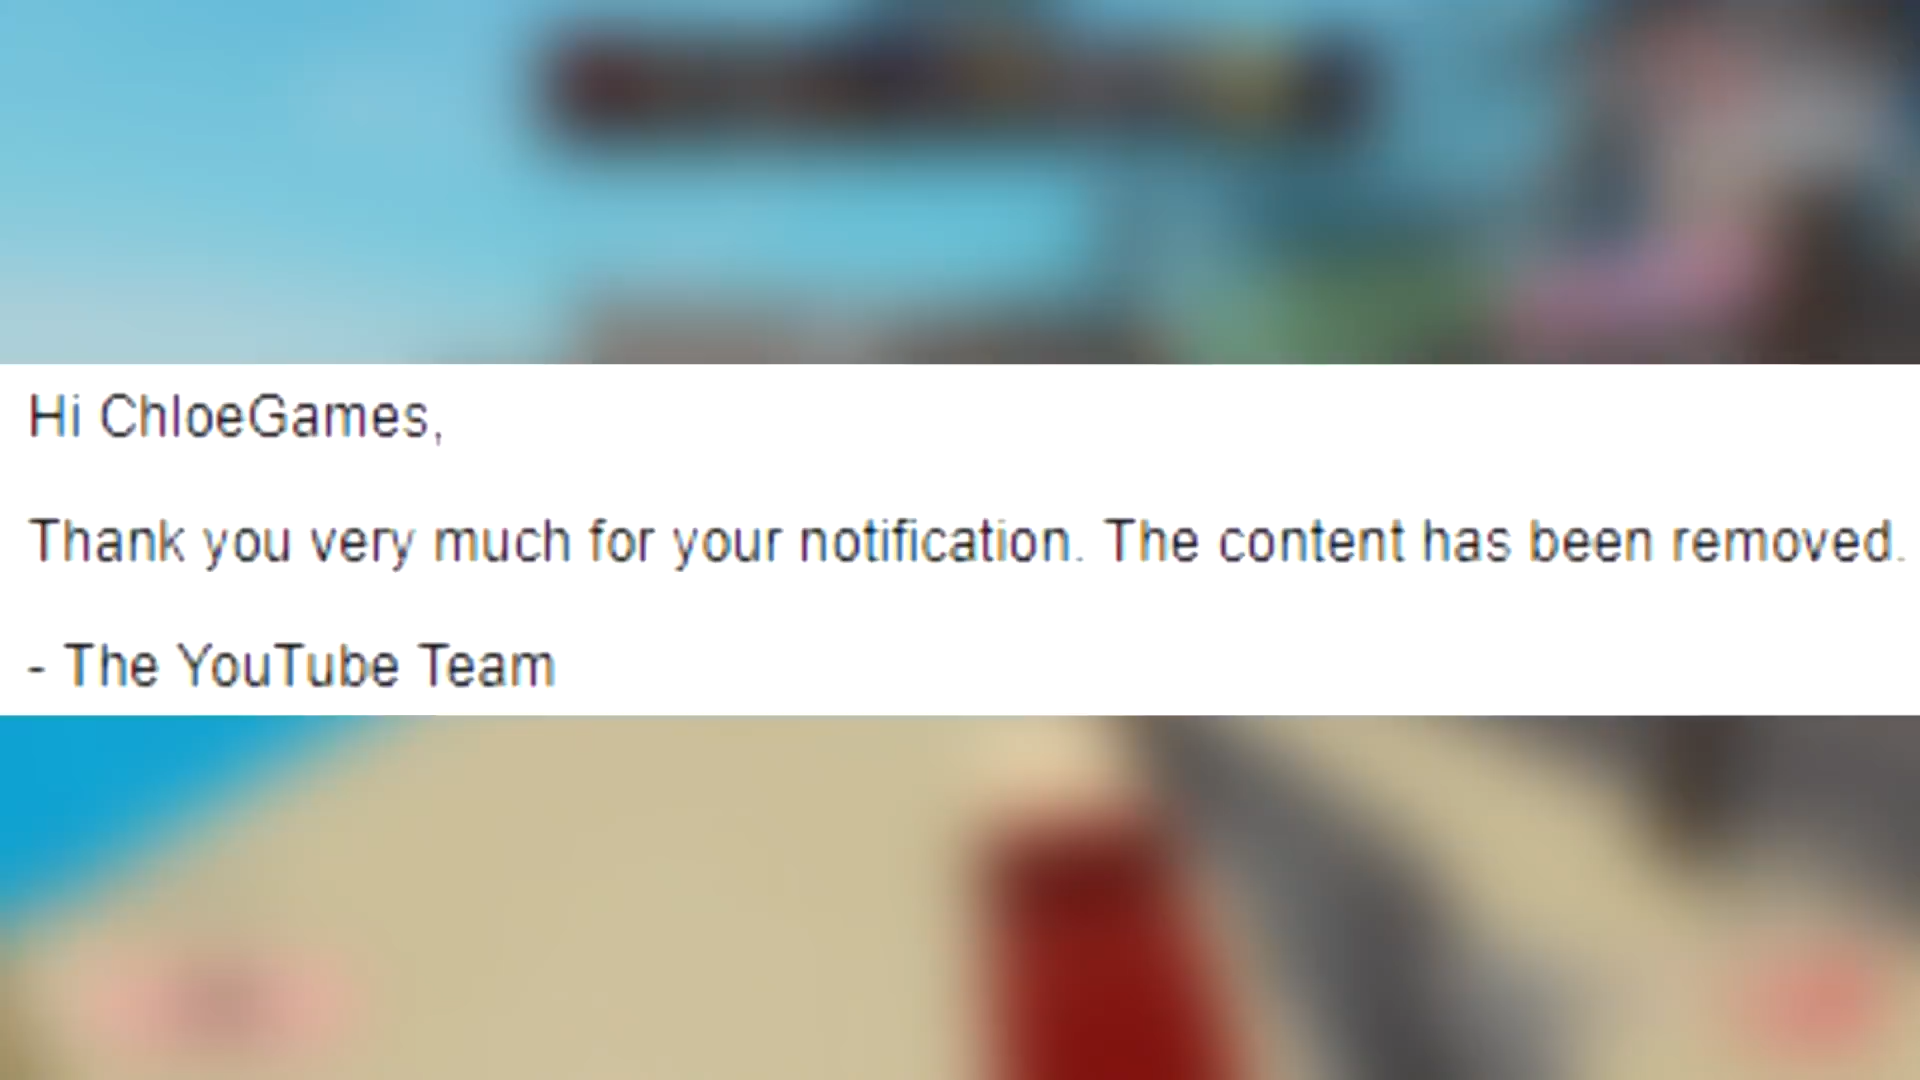 Hi ChloeGames,
Thank you very much for your notification. The content has been removed.
- The YouTube Team